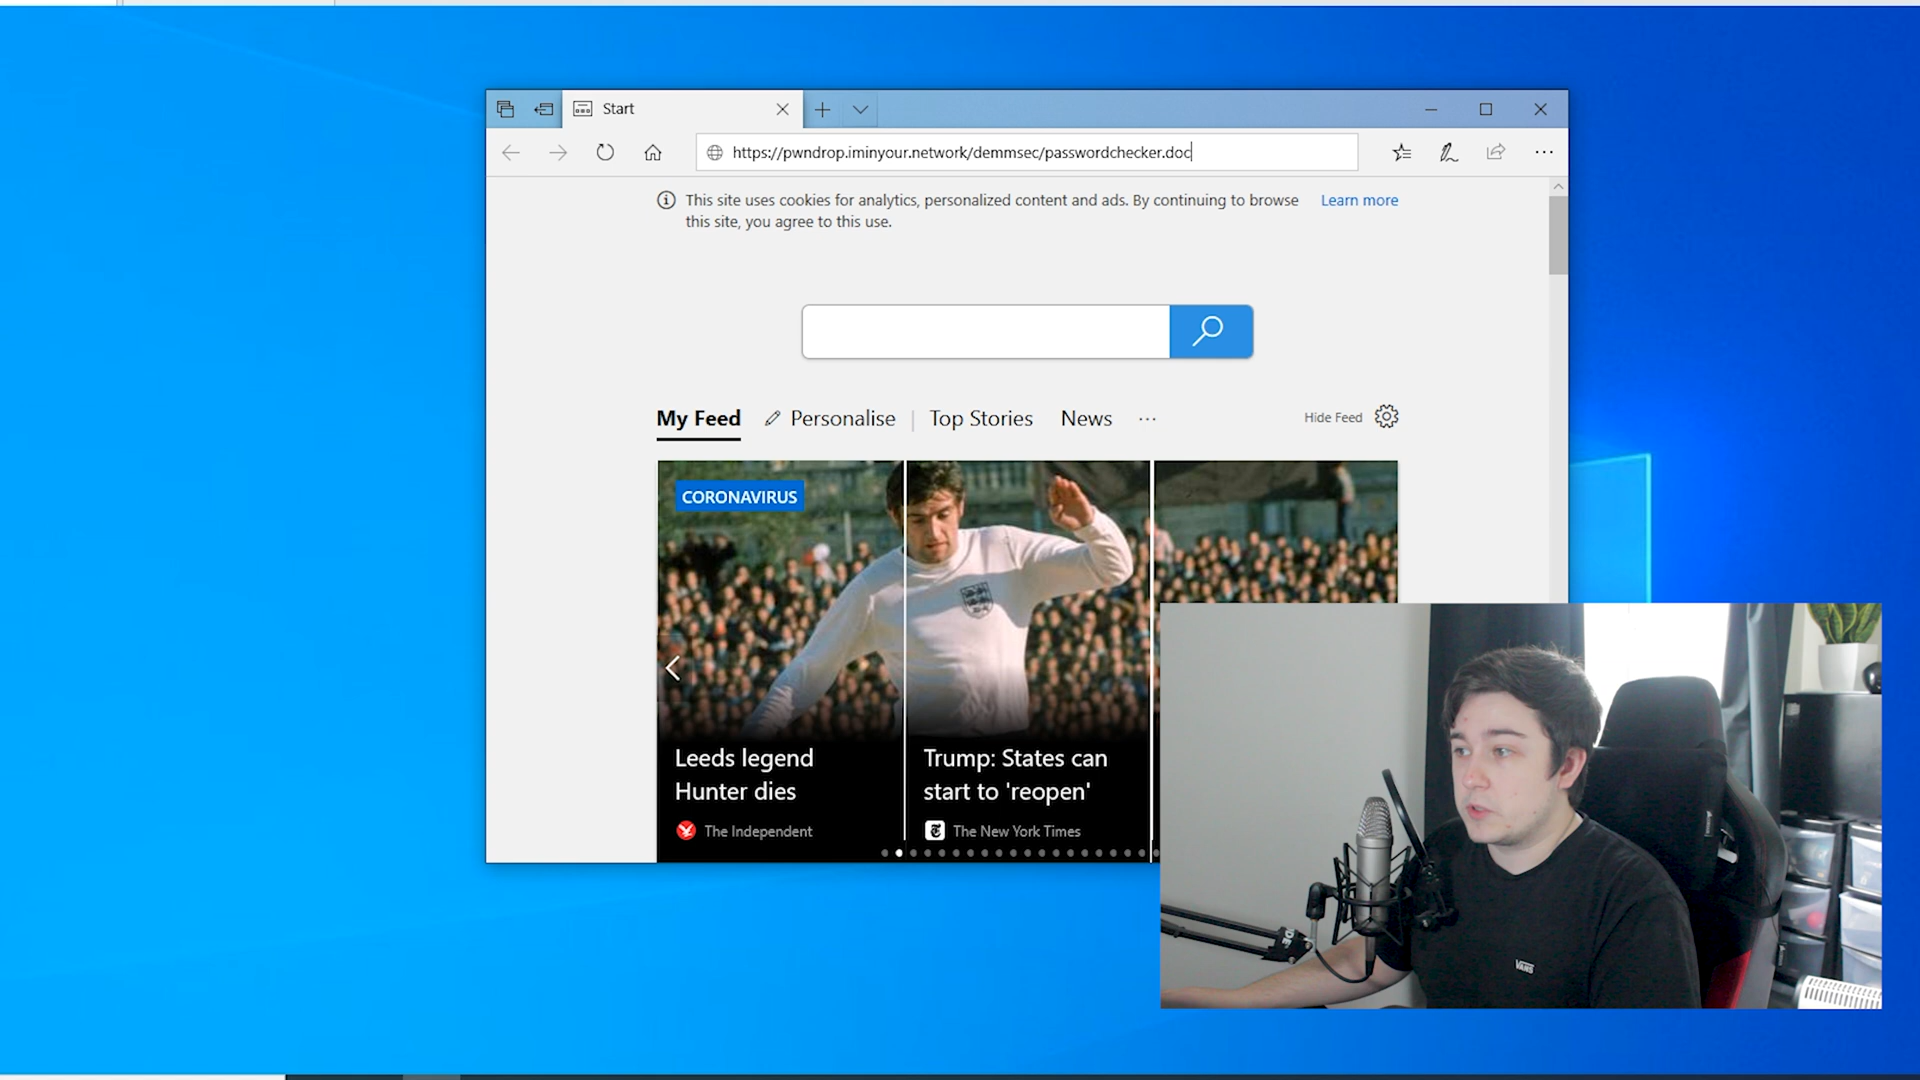 Start
https://pwndrop.iminyour.network/demmsec/passwordchecker.doc
This site uses cookies for analytics, personalized content and ads. By continuing to browse
this site, you agree to this use.
Learn more
My Feed
Personalise
Top Stories
News
Hide Feed
CORONAVIRUS
Leeds legend
Hunter dies
The Independent
Trump: States can
start to 'reopen'
The New York Times
VANS